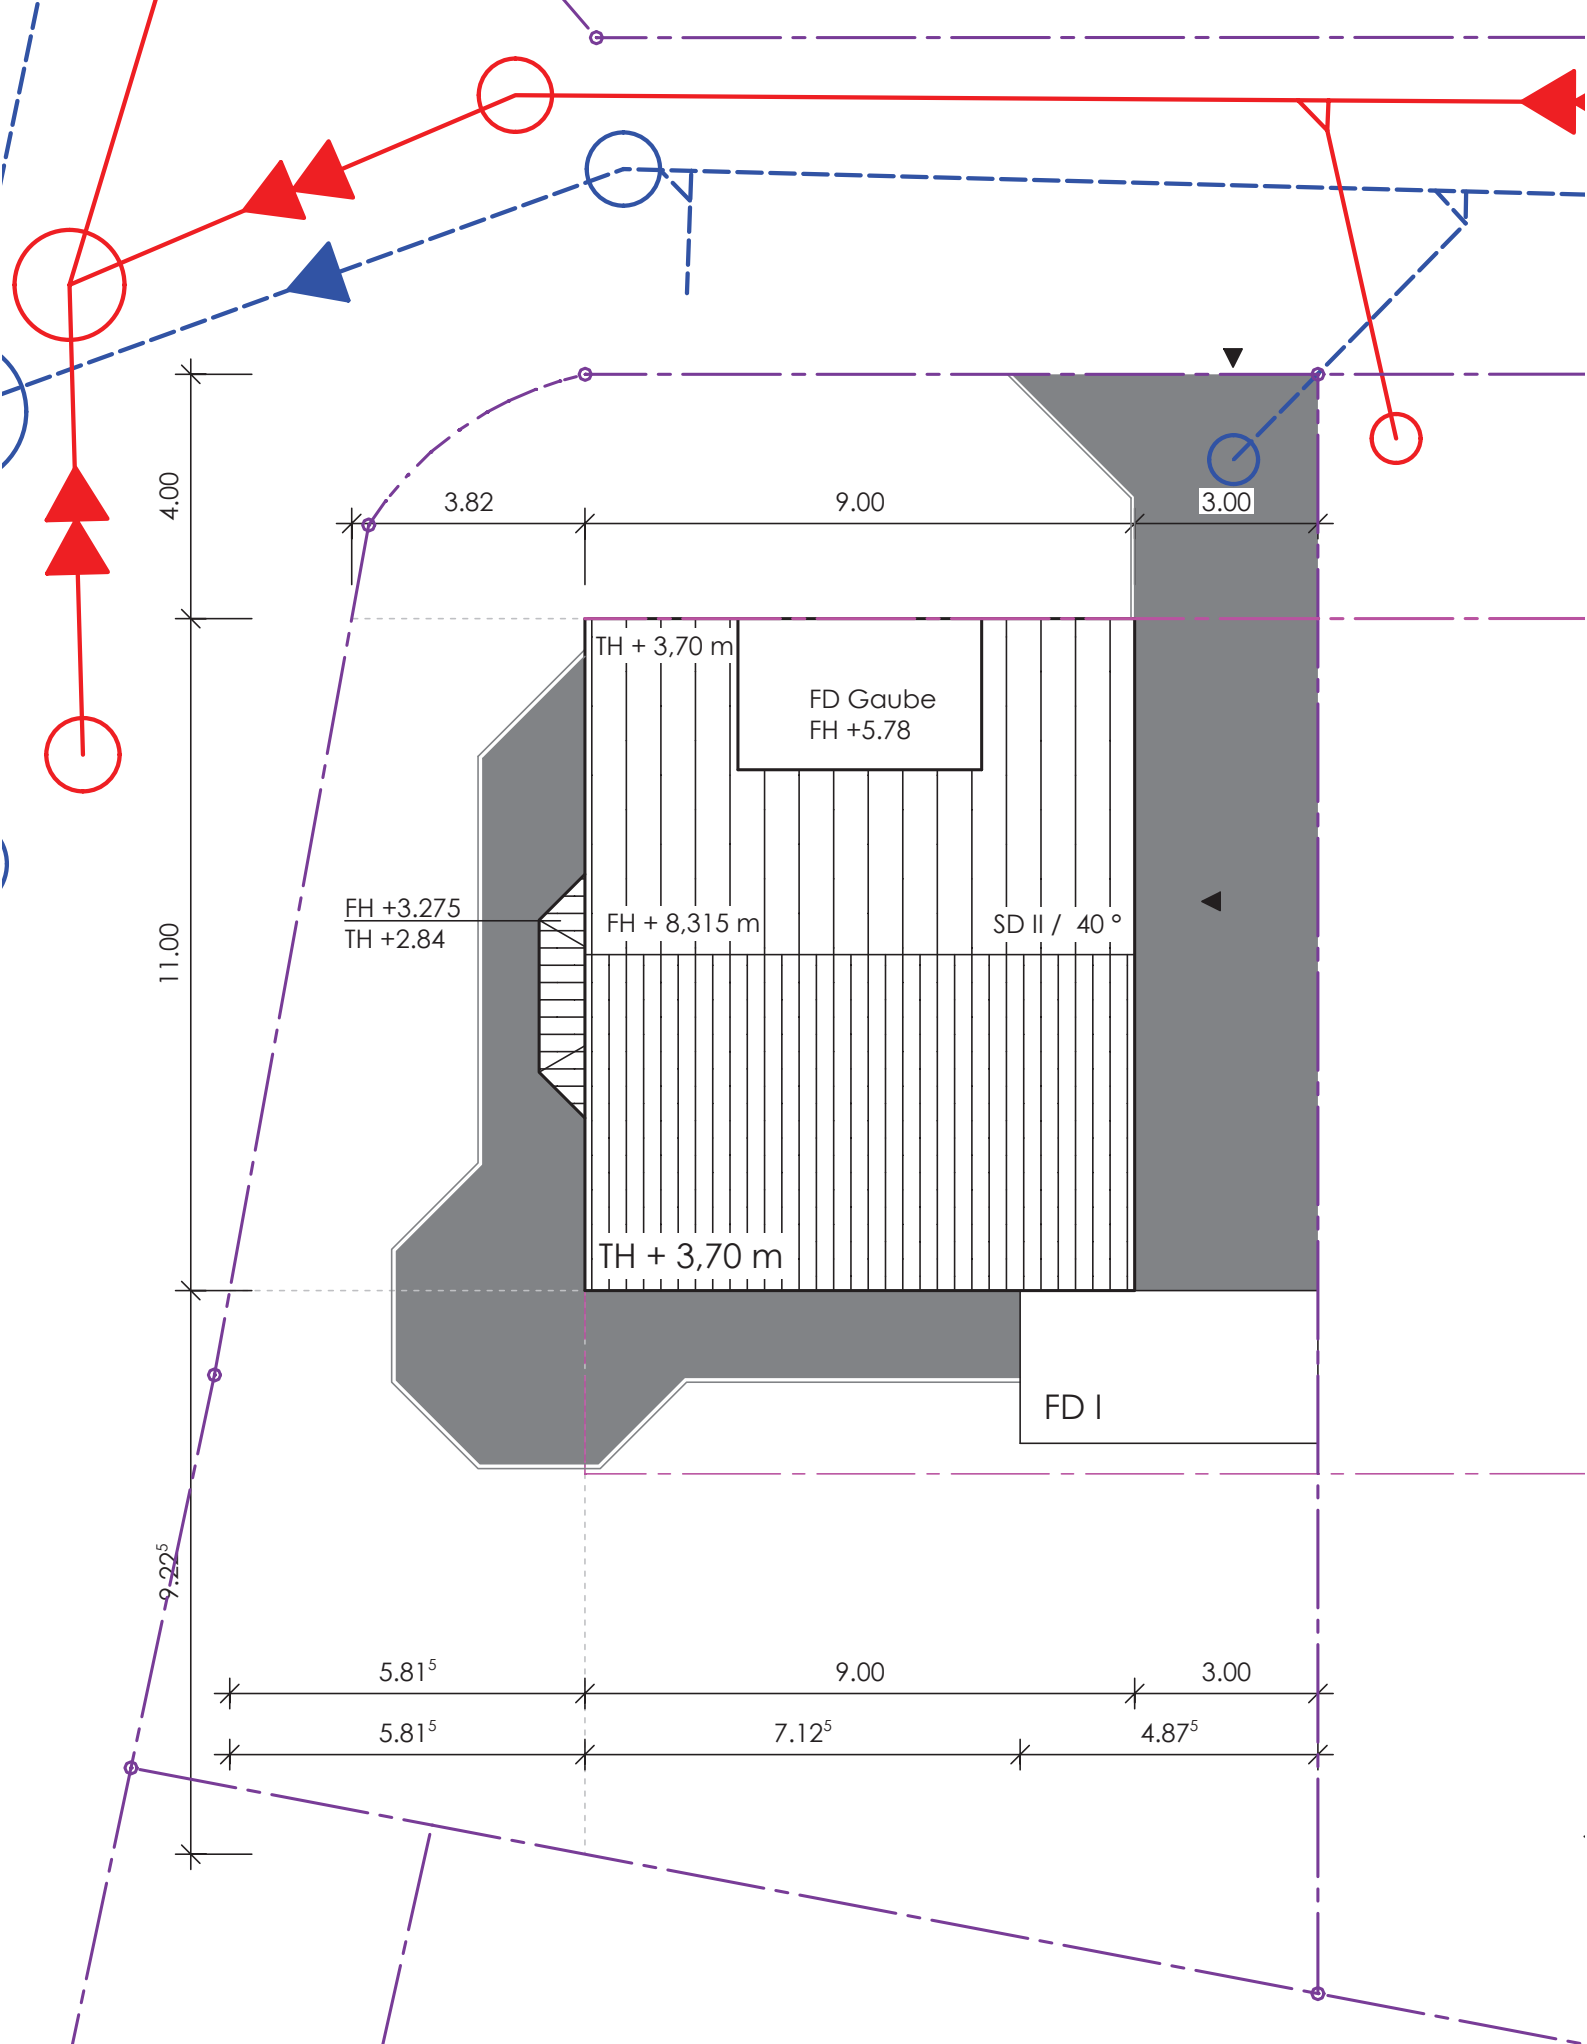 4.00
3.82
9.00
3.00
TH + 3,70 m
FD Gaube
FH +5.78
FH +3.275
TH +2.84
FH + 8,315 m
SD II / 40 °
11.00
TH + 3,70 m
FD I
9.22⁵
5.81⁵
9.00
3.00
5.81⁵
7.12⁵
4.87⁵